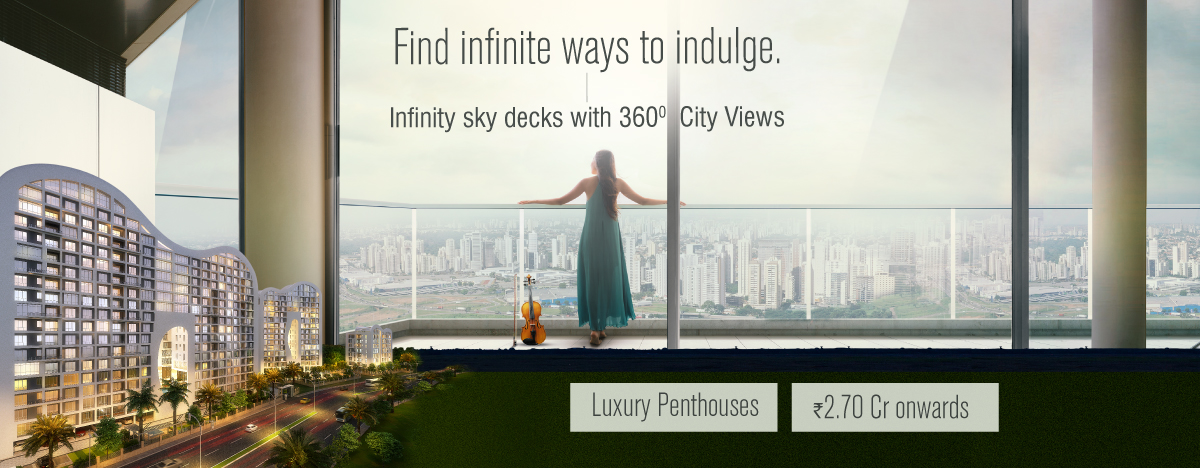 Find infinite ways to indulge.
Infinity sky decks with 360⁰ City Views
Luxury Penthouses
₹2.70 Cr onwards